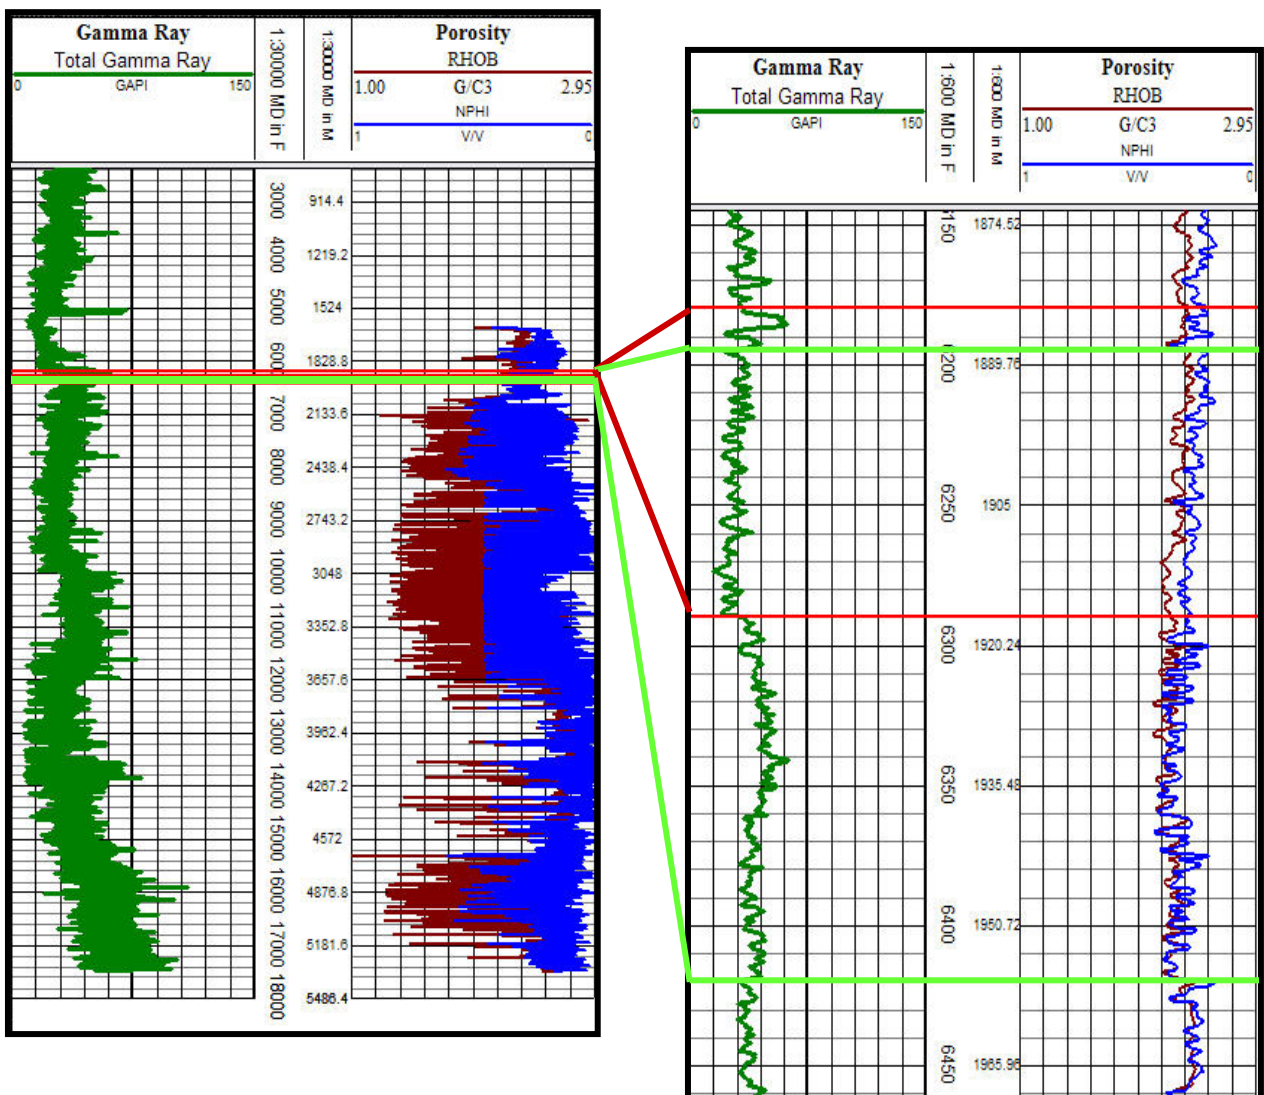 Gamma Ray
Total Gamma Ray
0 GAPI 150
1:30000 MD in F
1:30000 MD in M
Porosity
RHOB
1.00 G/C3 2.95
NPHI
1 V/V 0
3000
4000
5000
600
7000
8000
9000
10000
11000
12000
13000
14000
15000
16000
17000
18000
914.4
1219.2
1524
1828.8
2133.6
2438.4
2743.2
3048
3352.8
3657.6
3962.4
4267.2
4572
4876.8
5181.6
5486.4
Gamma Ray
Total Gamma Ray
0 GAPI 150
1:600 MD in F
1:600 MD in M
Porosity
RHOB
1.00 G/C3 2.95
NPHI
1 V/V 0
6150
6200
6250
6300
6350
6400
6450
1874.52
1889.76
1905
1920.24
1935.48
1950.72
1965.96